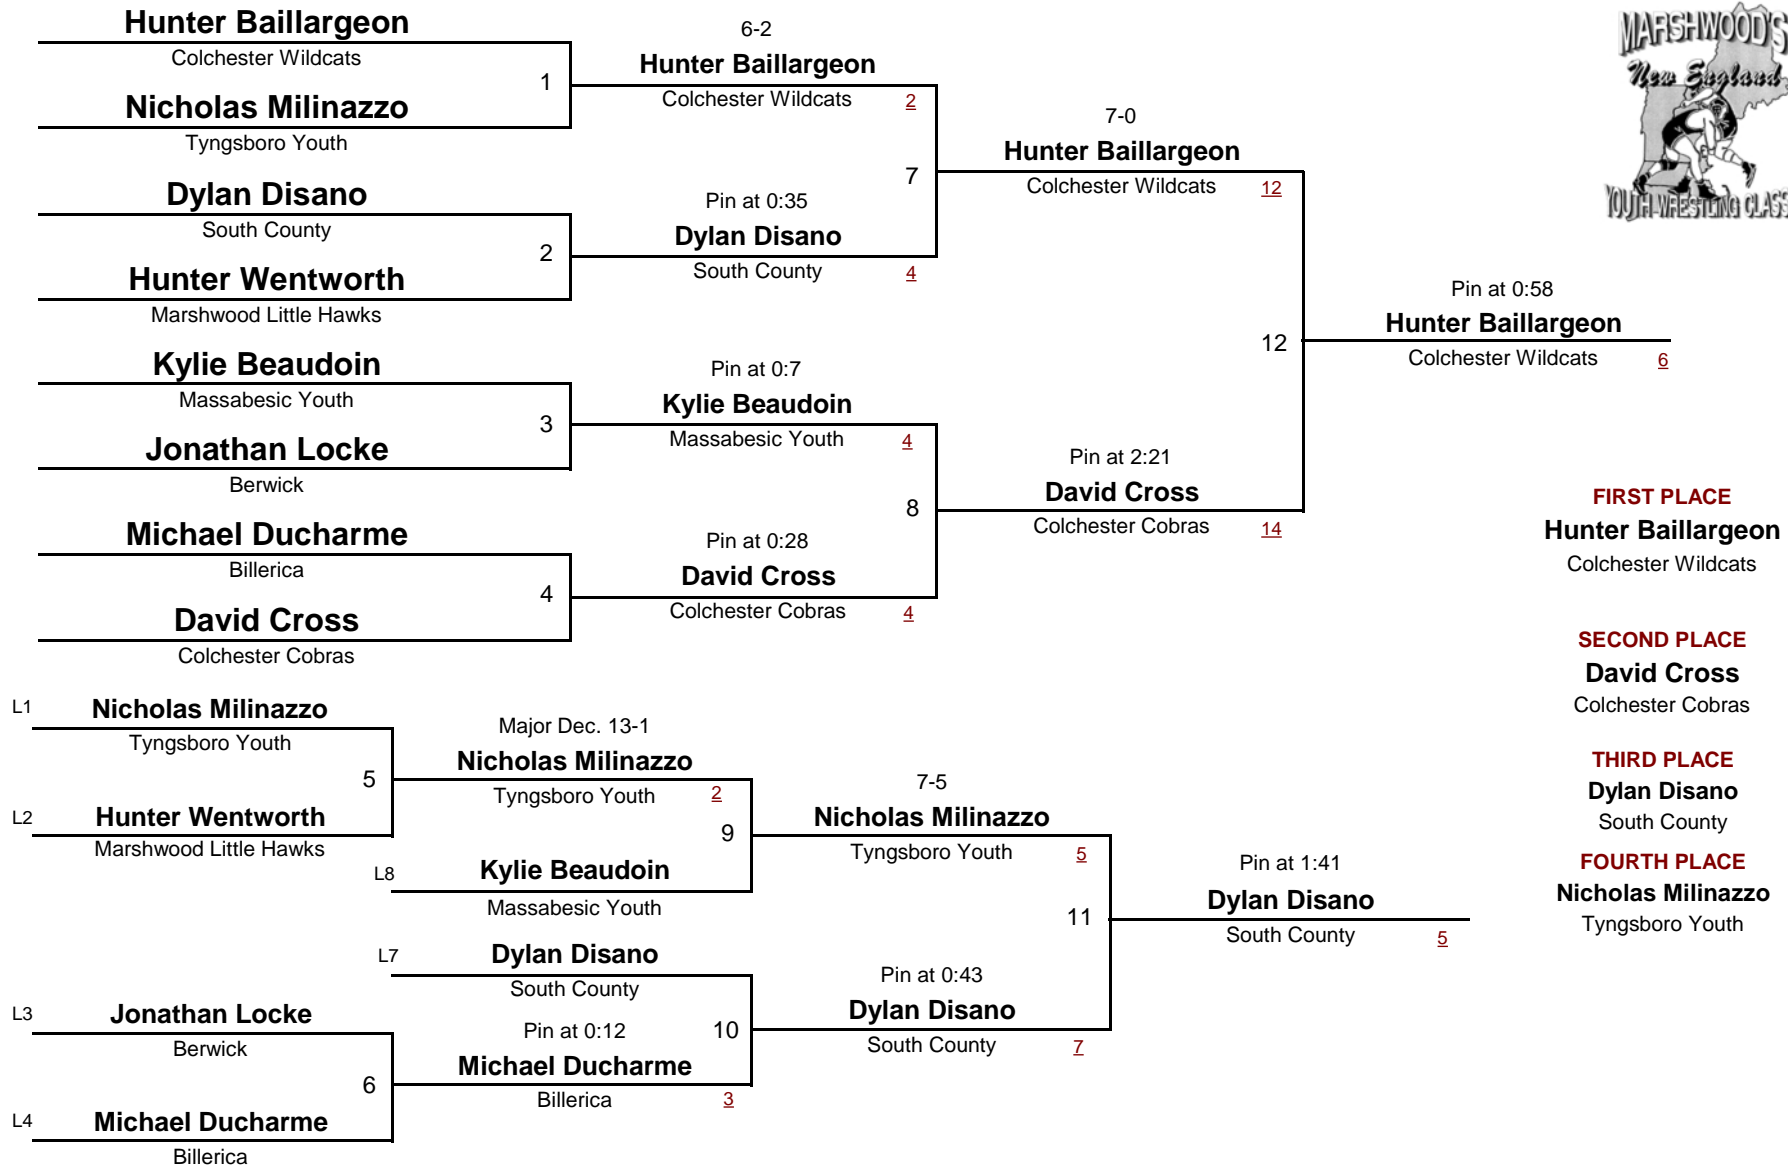 Hunter Baillargeon
Colchester Wildcats
1
Nicholas Milinazzo
Tyngsboro Youth
Dylan Disano
South County
2
Hunter Wentworth
Marshwood Little Hawks
Kylie Beaudoin
Massabesic Youth
3
Jonathan Locke
Berwick
Michael Ducharme
Billerica
4
David Cross
Colchester Cobras
6-2
Hunter Baillargeon
Colchester Wildcats 2
7
Pin at 0:35
Dylan Disano
South County 4
Pin at 0:7
Kylie Beaudoin
Massabesic Youth 4
8
Pin at 0:28
David Cross
Colchester Cobras 4
7-0
Hunter Baillargeon
Colchester Wildcats 12
12
Pin at 2:21
David Cross
Colchester Cobras 14
Pin at 0:58
Hunter Baillargeon
Colchester Wildcats 6
MARSHWOOD'S
New England
YOUTH WRESTLING CLASS
FIRST PLACE
Hunter Baillargeon
Colchester Wildcats
SECOND PLACE
David Cross
Colchester Cobras
THIRD PLACE
Dylan Disano
South County
FOURTH PLACE
Nicholas Milinazzo
Tyngsboro Youth
L1 Nicholas Milinazzo
Tyngsboro Youth
5
L2 Hunter Wentworth
Marshwood Little Hawks
Major Dec. 13-1
Nicholas Milinazzo
Tyngsboro Youth 2
9
L8 Kylie Beaudoin
Massabesic Youth
L7 Dylan Disano
South County
10
L3 Jonathan Locke
Berwick
6
L4 Michael Ducharme
Billerica
Pin at 0:12
Michael Ducharme
Billerica 3
7-5
Nicholas Milinazzo
Tyngsboro Youth 5
11
Pin at 0:43
Dylan Disano
South County 7
Pin at 1:41
Dylan Disano
South County 5